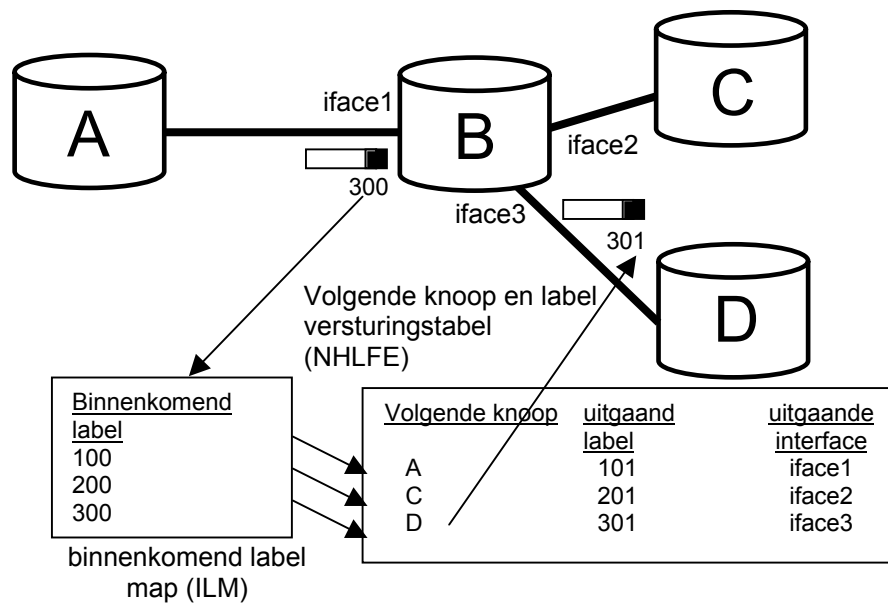 A
iface1
B
C
iface2
300
iface3
301
D
Volgende knoop en label
versturingstabel
(NHLFE)
Binnenkomend
label
100
200
300
binnenkomend label
map (ILM)
Volgende knoop uitgaand uitgaande
label interface
A 101 iface1
C 201 iface2
D 301 iface3